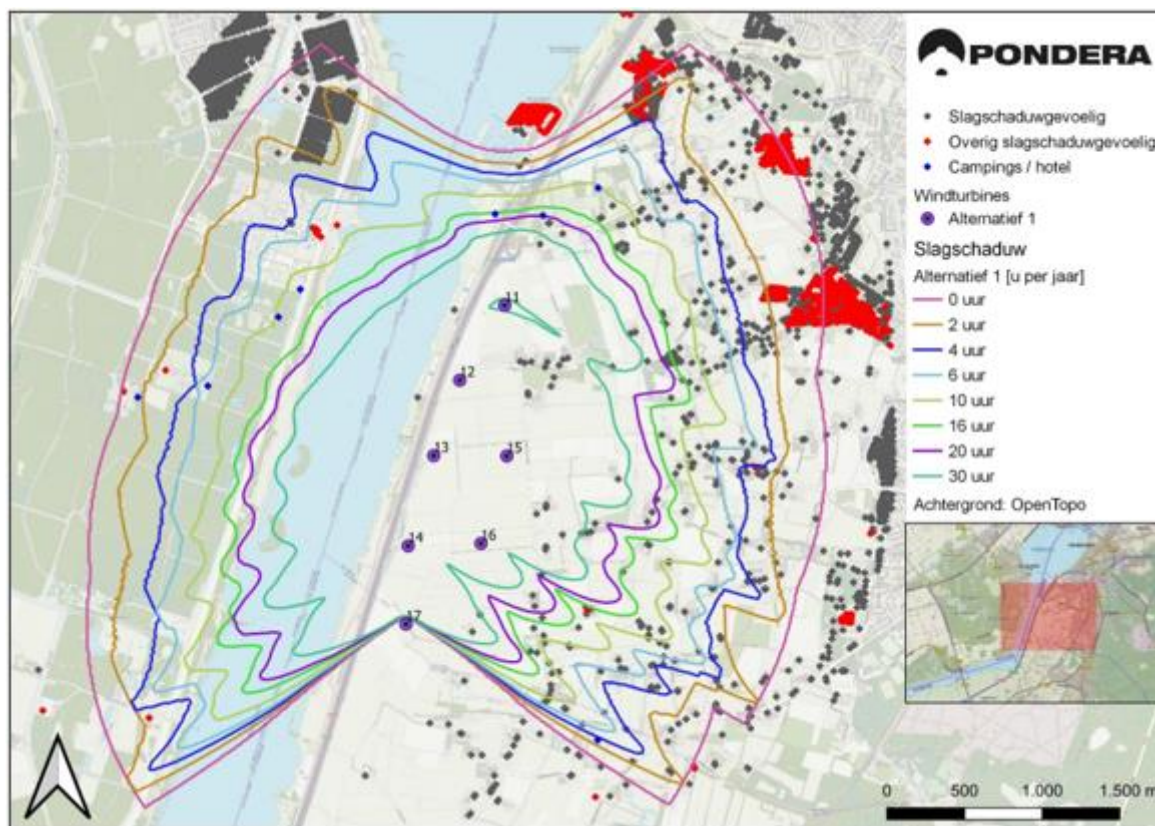 PONDERA
Slagschaduwgevoelig
Overig slagschaduwgevoelig
Campings / hotel
Windturbines
Alternatief 1
Slagschaduw
Alternatief 1 [u per jaar]
0 uur
2 uur
4 uur
6 uur
10 uur
16 uur
20 uur
30 uur
Achtergrond: OpenTopo
11
12
13
15
14
16
17
0 500 1.000 1.500 m